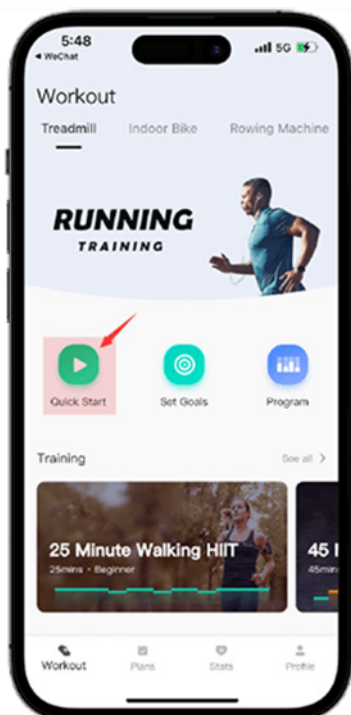 5:48
5G
WeChat
Workout
Treadmill Indoor Bike Rowing Machine
RUNNING
TRAINING
Quick Start Set Goals Program
Training See all
25 Minute Walking HIIT
25mins - Beginner
45
45mins
Workout Plans Stats Profile